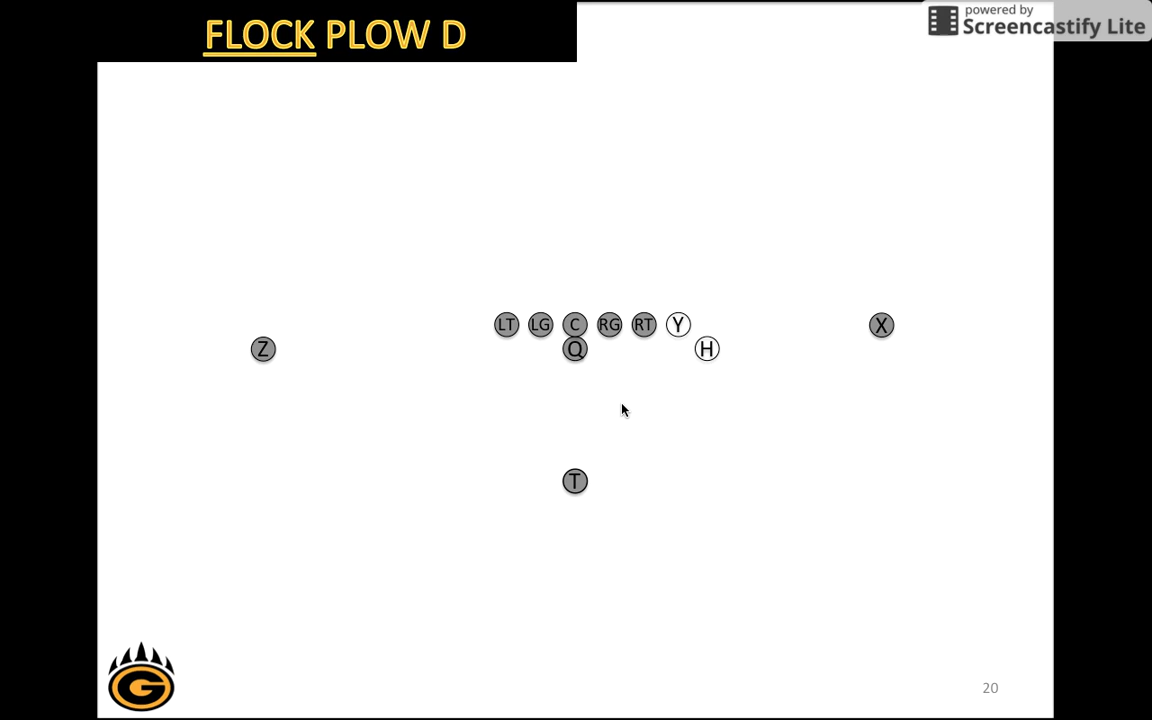 FLOCK PLOW D
powered by
Screencastify Lite
LT LG C RG RT Y X
Z Q H
T
G
20